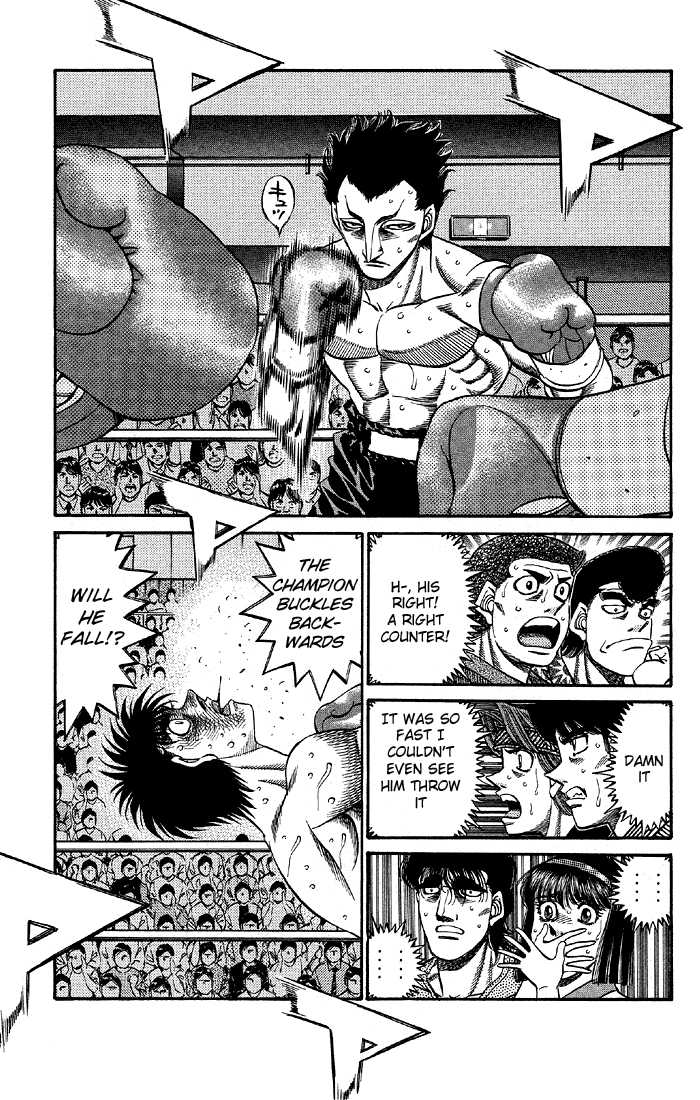 キュッ
H-, HIS
RIGHT!
A RIGHT
COUNTER!
THE
CHAMPION
BUCKLES
BACK-
WARDS
WILL
HE
FALL!?
DAMN
IT
IT WAS SO
FAST I
COULDN'T
EVEN SEE
HIM THROW
IT
....
....